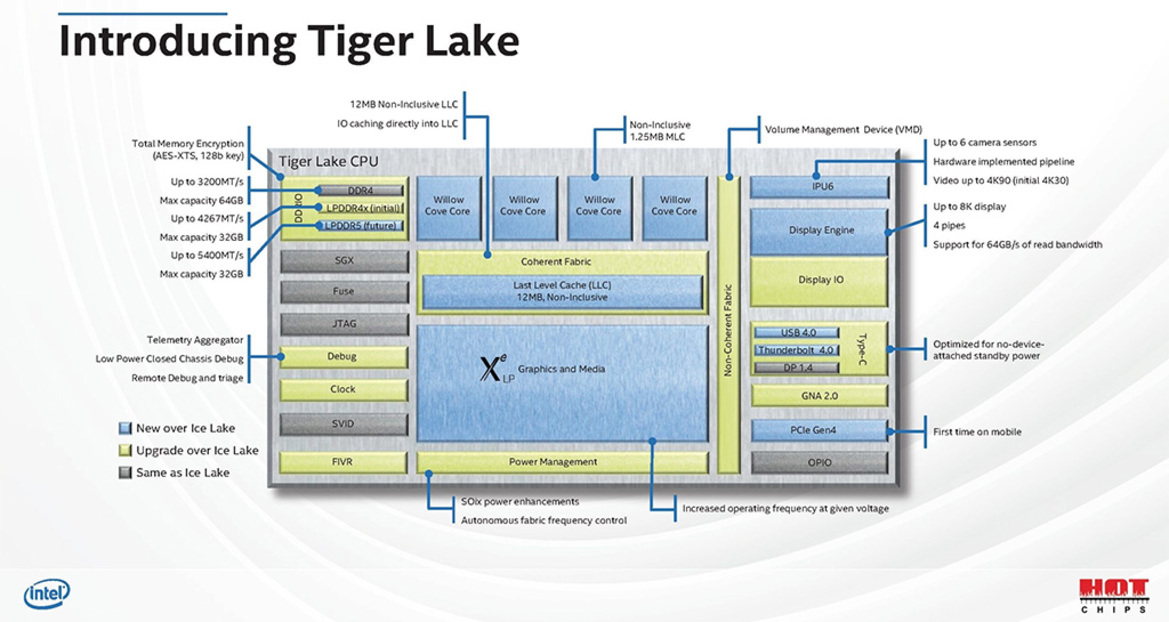 Introducing Tiger Lake
12MB Non-Inclusive LLC
IO caching directly into LLC
Non-Inclusive
1.25MB MLC
Volume Management Device (VMD)
Total Memory Encryption
(AES-XTS, 128b key)
Up to 3200MT/s
Max capacity 64GB
Up to 4267MT/s
Max capacity 32GB
Up to 5400MT/s
Max capacity 32GB
Telemetry Aggregator
Low Power Closed Chassis Debug
Remote Debug and triage
New over Ice Lake
Upgrade over Ice Lake
Same as Ice Lake
Tiger Lake CPU
DDRIO
DDR4
LPDDR4x (initial)
LPDDR5 (future)
SGX
Fuse
JTAG
Debug
Clock
SVID
FIVR
Willow
Cove Core
Willow
Cove Core
Willow
Cove Core
Willow
Cove Core
Coherent Fabric
Last Level Cache (LLC)
12MB, Non-Inclusive
Xe LP
Graphics and Media
Power Management
Non-Coherent Fabric
IPU6
Display Engine
Display IO
USB 4.0
Thunderbolt 4.0
DP 1.4
Type-C
GNA 2.0
PCIe Gen4
OPIO
Up to 6 camera sensors
Hardware implemented pipeline
Video up to 4K90 (initial 4K30)
Up to 8K display
4 pipes
Support for 64GB/s of read bandwidth
Optimized for no-device-
attached standby power
First time on mobile
S0ix power enhancements
Autonomous fabric frequency control
Increased operating frequency at given voltage
intel
HOT
CHIPS